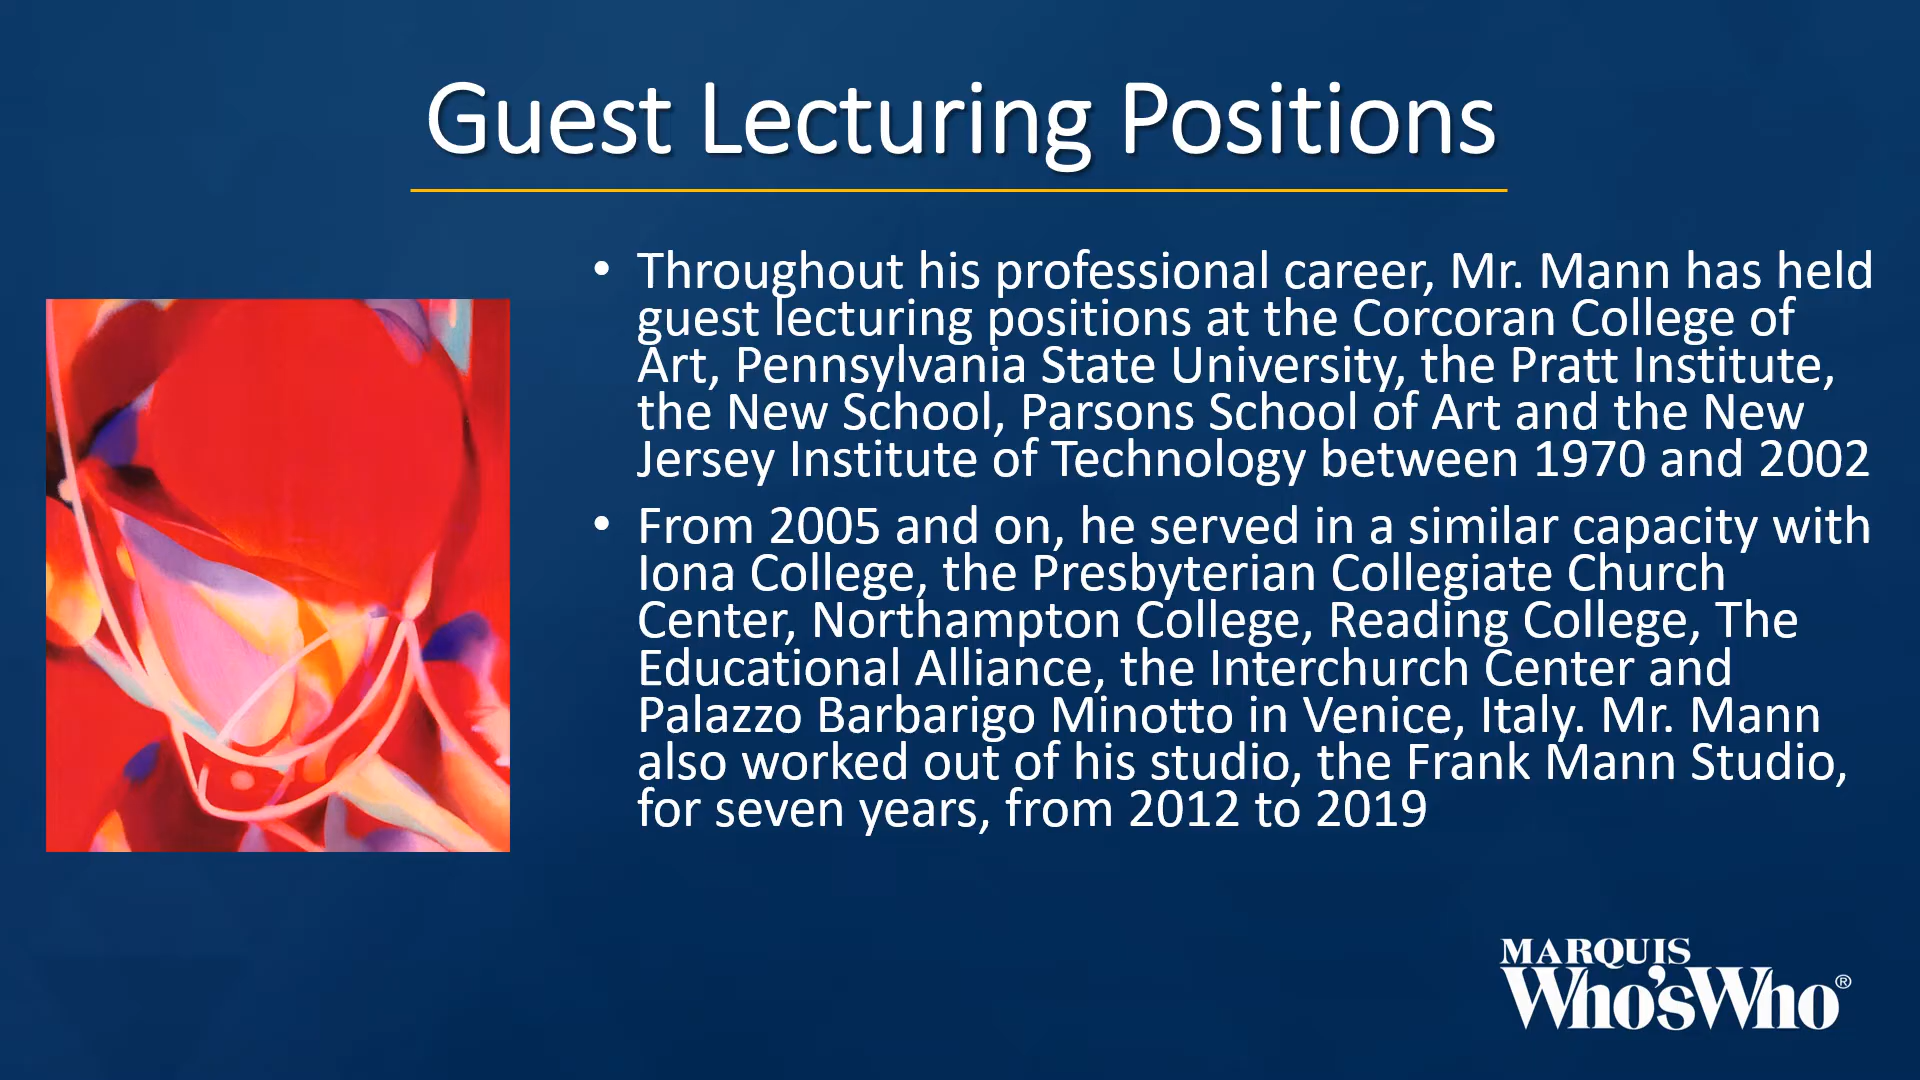 Guest Lecturing Positions
• Throughout his professional career, Mr. Mann has held
guest lecturing positions at the Corcoran College of
Art, Pennsylvania State University, the Pratt Institute,
the New School, Parsons School of Art and the New
Jersey Institute of Technology between 1970 and 2002
• From 2005 and on, he served in a similar capacity with
Iona College, the Presbyterian Collegiate Church
Center, Northampton College, Reading College, The
Educational Alliance, the Interchurch Center and
Palazzo Barbarigo Minotto in Venice, Italy. Mr. Mann
also worked out of his studio, the Frank Mann Studio,
for seven years, from 2012 to 2019
MARQUIS
Who'sWho®